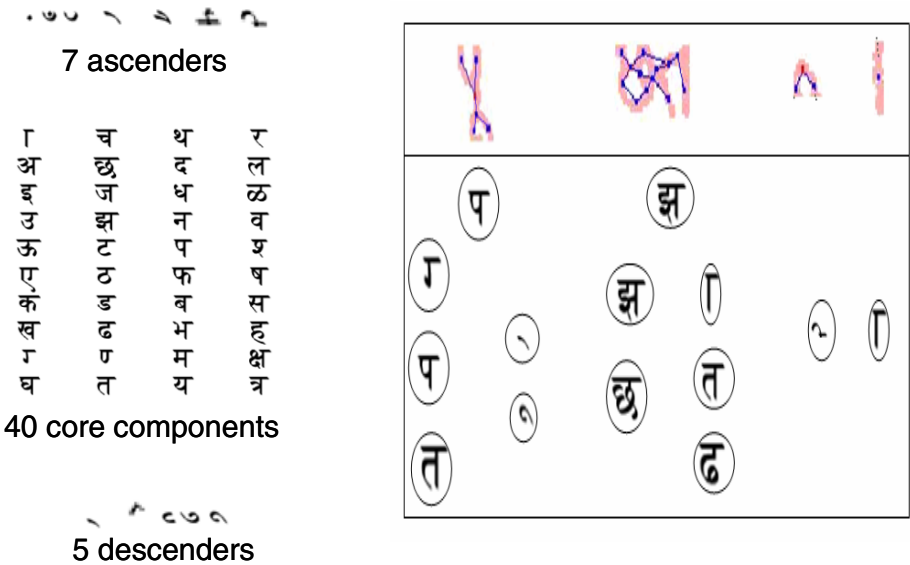 7 ascenders
ा च थ र
अ छ द ल
इ ज ध ळ
उ झ न व
ऊ ट प श
ए ठ फ ष
क ड ब स
ख ढ भ ह
ग ण म क्ष
घ त य त्र
40 core components
5 descenders
प झ
ग
झ ा
प
छ त
त ढ